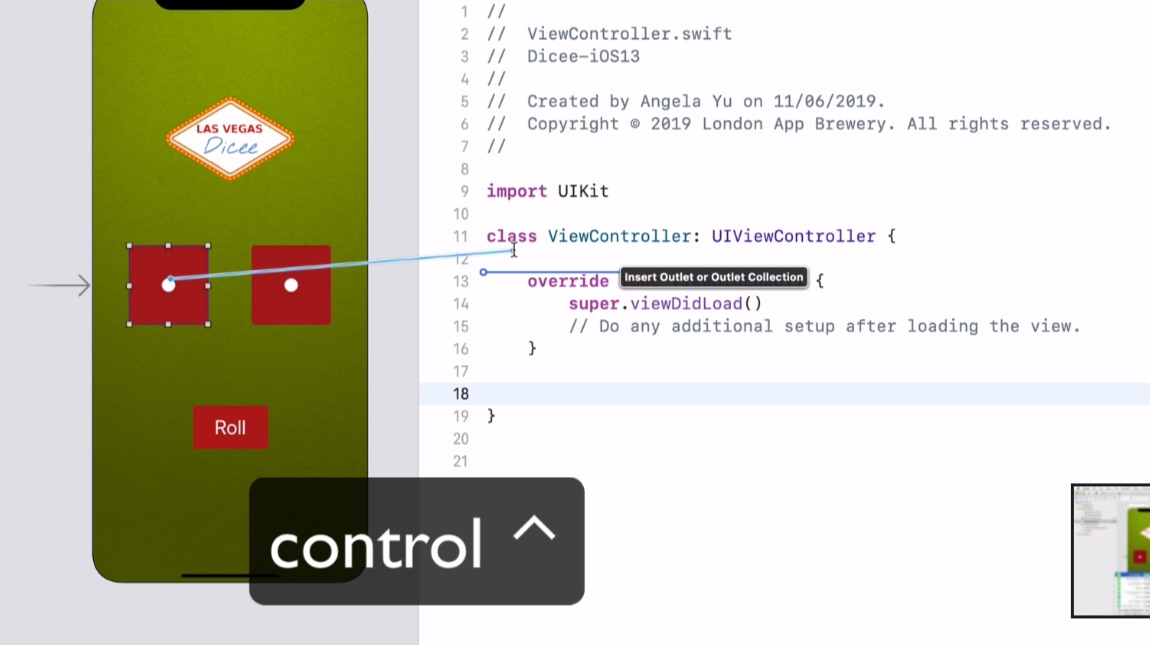 LAS VEGAS
Dicee
Roll
control ^
1 //
2 //  ViewController.swift
3 //  Dicee-iOS13
4 //
5 //  Created by Angela Yu on 11/06/2019.
6 //  Copyright © 2019 London App Brewery. All rights reserved.
7 //
8
9 import UIKit
10
11 class ViewController: UIViewController {
12
13     override Insert Outlet or Outlet Collection {
14         super.viewDidLoad()
15         // Do any additional setup after loading the view.
16     }
17
18
19 }
20
21